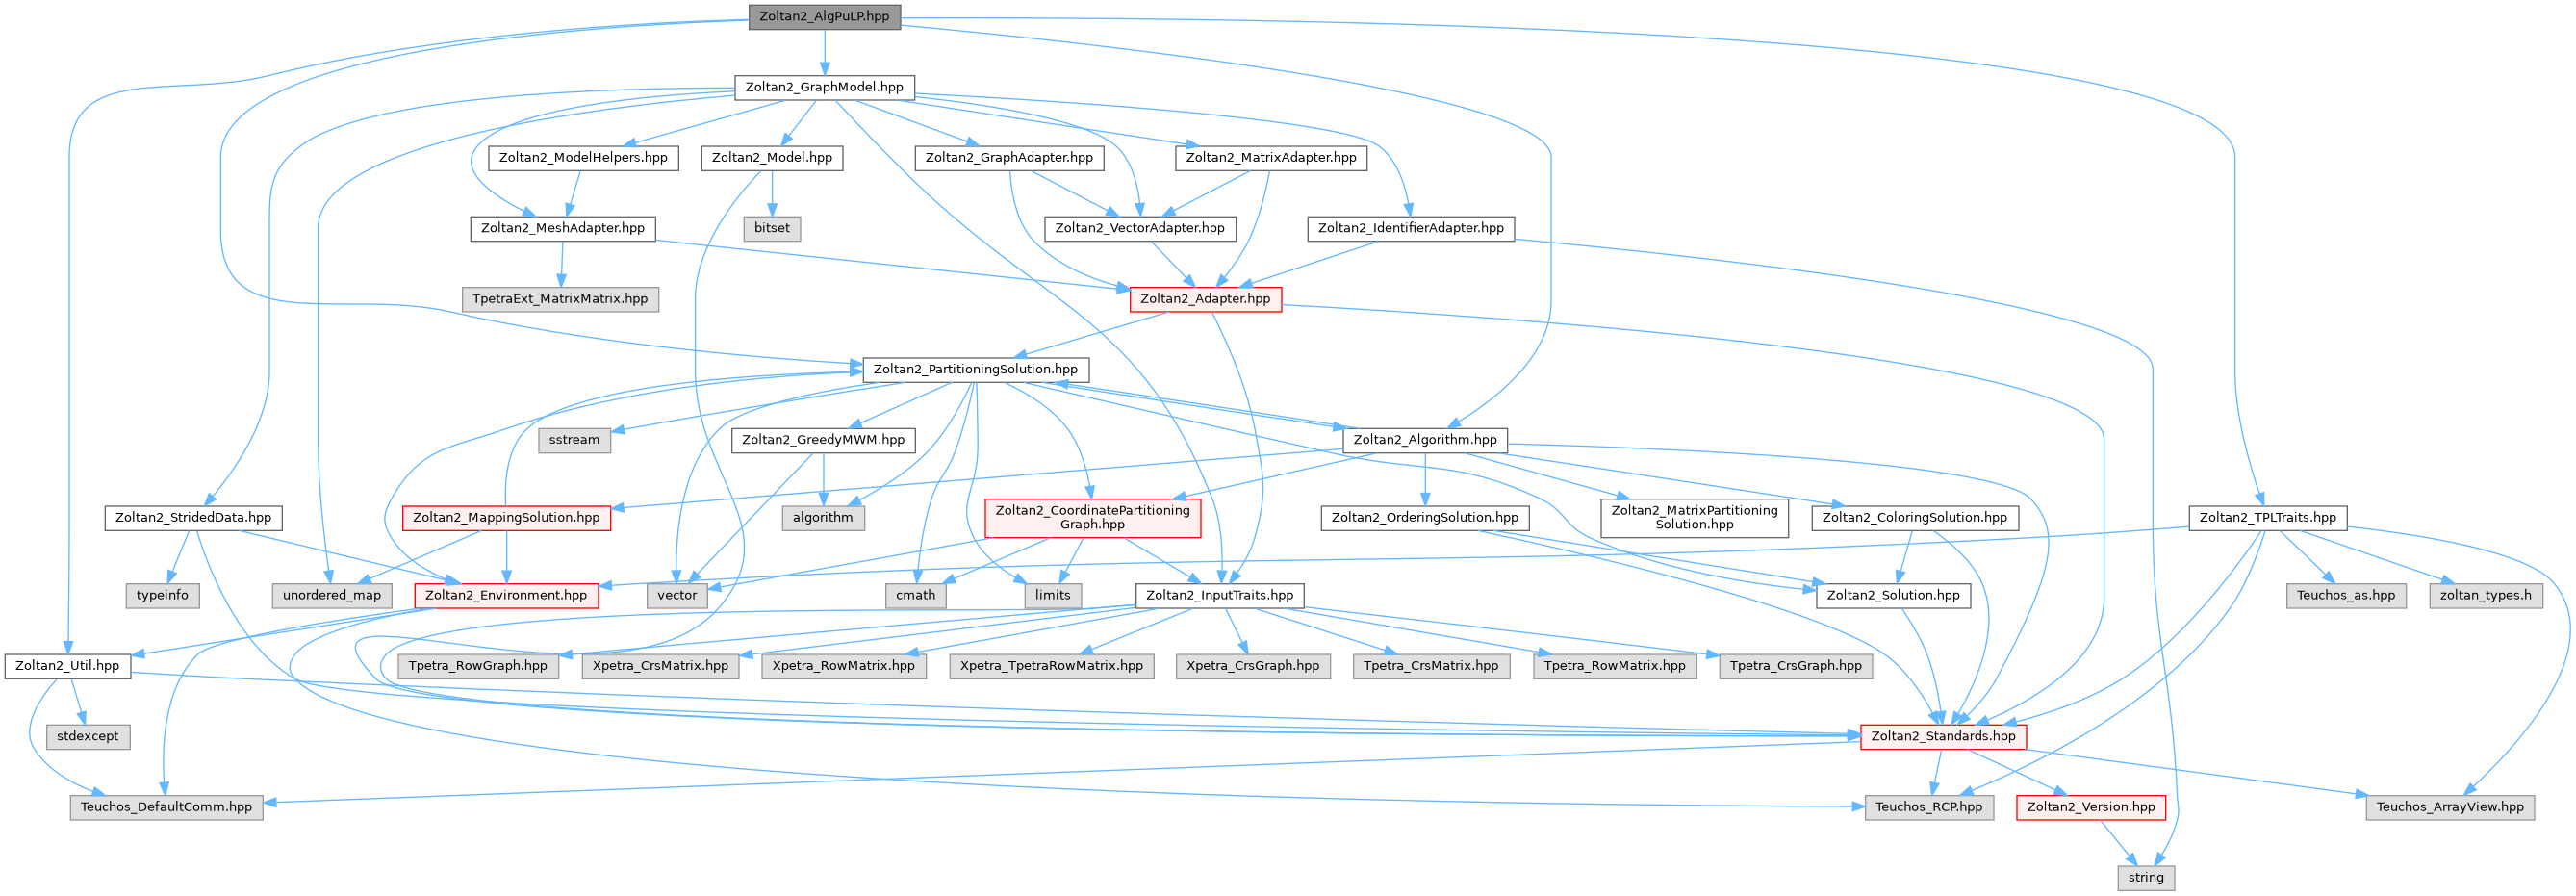 Zoltan2_AlgPuLP.hpp
Zoltan2_GraphModel.hpp
Zoltan2_ModelHelpers.hpp
Zoltan2_Model.hpp
Zoltan2_GraphAdapter.hpp
Zoltan2_MatrixAdapter.hpp
Zoltan2_MeshAdapter.hpp
bitset
Zoltan2_VectorAdapter.hpp
Zoltan2_IdentifierAdapter.hpp
TpetraExt_MatrixMatrix.hpp
Zoltan2_Adapter.hpp
Zoltan2_PartitioningSolution.hpp
sstream
Zoltan2_GreedyMWM.hpp
Zoltan2_Algorithm.hpp
Zoltan2_StridedData.hpp
Zoltan2_MappingSolution.hpp
algorithm
Zoltan2_CoordinatePartitioning
Graph.hpp
Zoltan2_OrderingSolution.hpp
Zoltan2_MatrixPartitioning
Solution.hpp
Zoltan2_ColoringSolution.hpp
Zoltan2_TPLTraits.hpp
typeinfo
unordered_map
Zoltan2_Environment.hpp
vector
cmath
limits
Zoltan2_InputTraits.hpp
Zoltan2_Solution.hpp
Teuchos_as.hpp
zoltan_types.h
Zoltan2_Util.hpp
Tpetra_RowGraph.hpp
Xpetra_CrsMatrix.hpp
Xpetra_RowMatrix.hpp
Xpetra_TpetraRowMatrix.hpp
Xpetra_CrsGraph.hpp
Tpetra_CrsMatrix.hpp
Tpetra_RowMatrix.hpp
Tpetra_CrsGraph.hpp
stdexcept
Zoltan2_Standards.hpp
Teuchos_DefaultComm.hpp
Teuchos_RCP.hpp
Zoltan2_Version.hpp
Teuchos_ArrayView.hpp
string